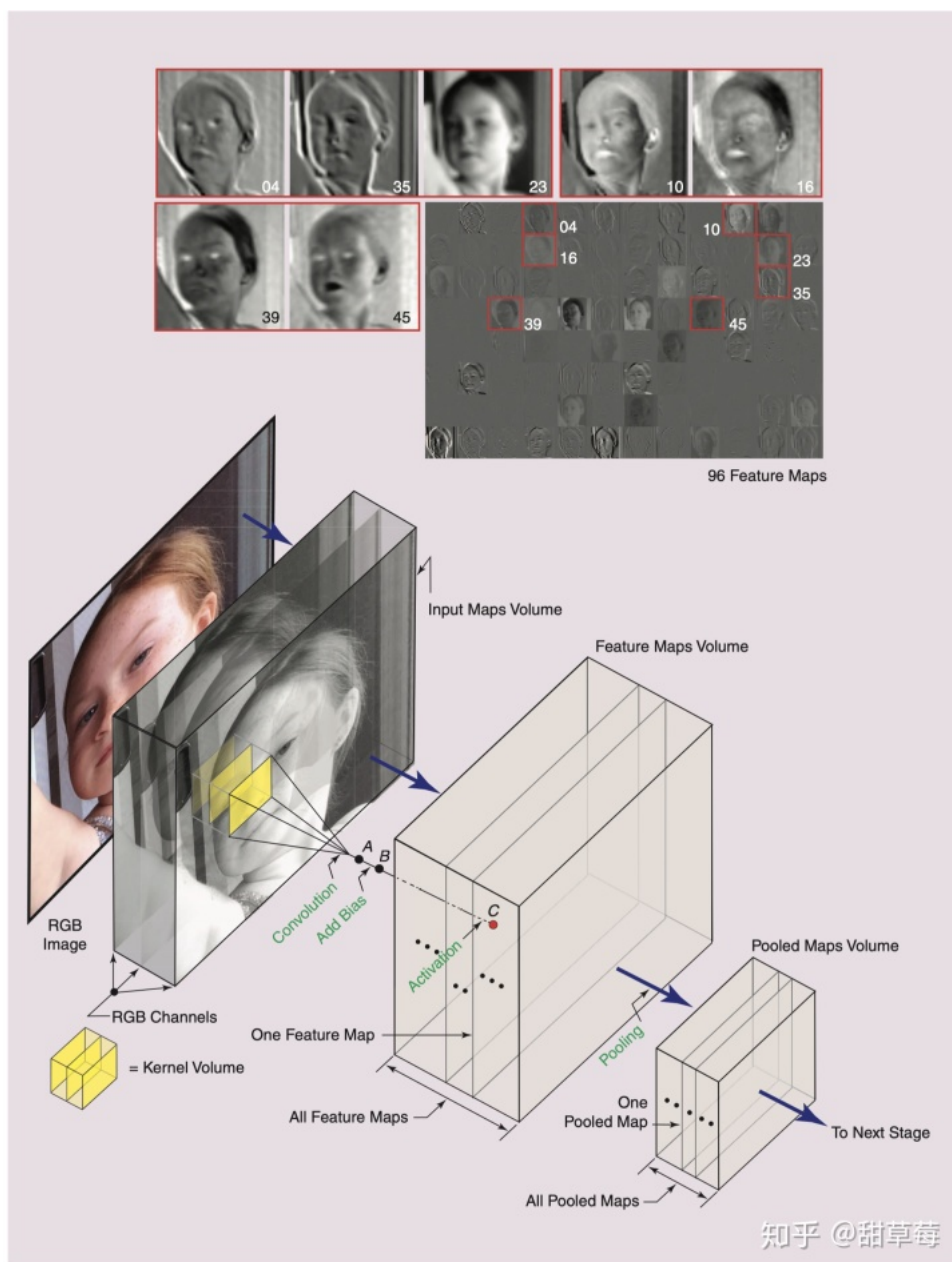 04
35
23
10
16
39
45
04
10
16
23
35
39
45
96 Feature Maps
Input Maps Volume
Feature Maps Volume
A
B
Convolution
Add Bias
C
Activation
RGB
Image
Pooled Maps Volume
RGB Channels
One Feature Map
Pooling
= Kernel Volume
All Feature Maps
One
Pooled Map
To Next Stage
All Pooled Maps
知乎 @甜草莓